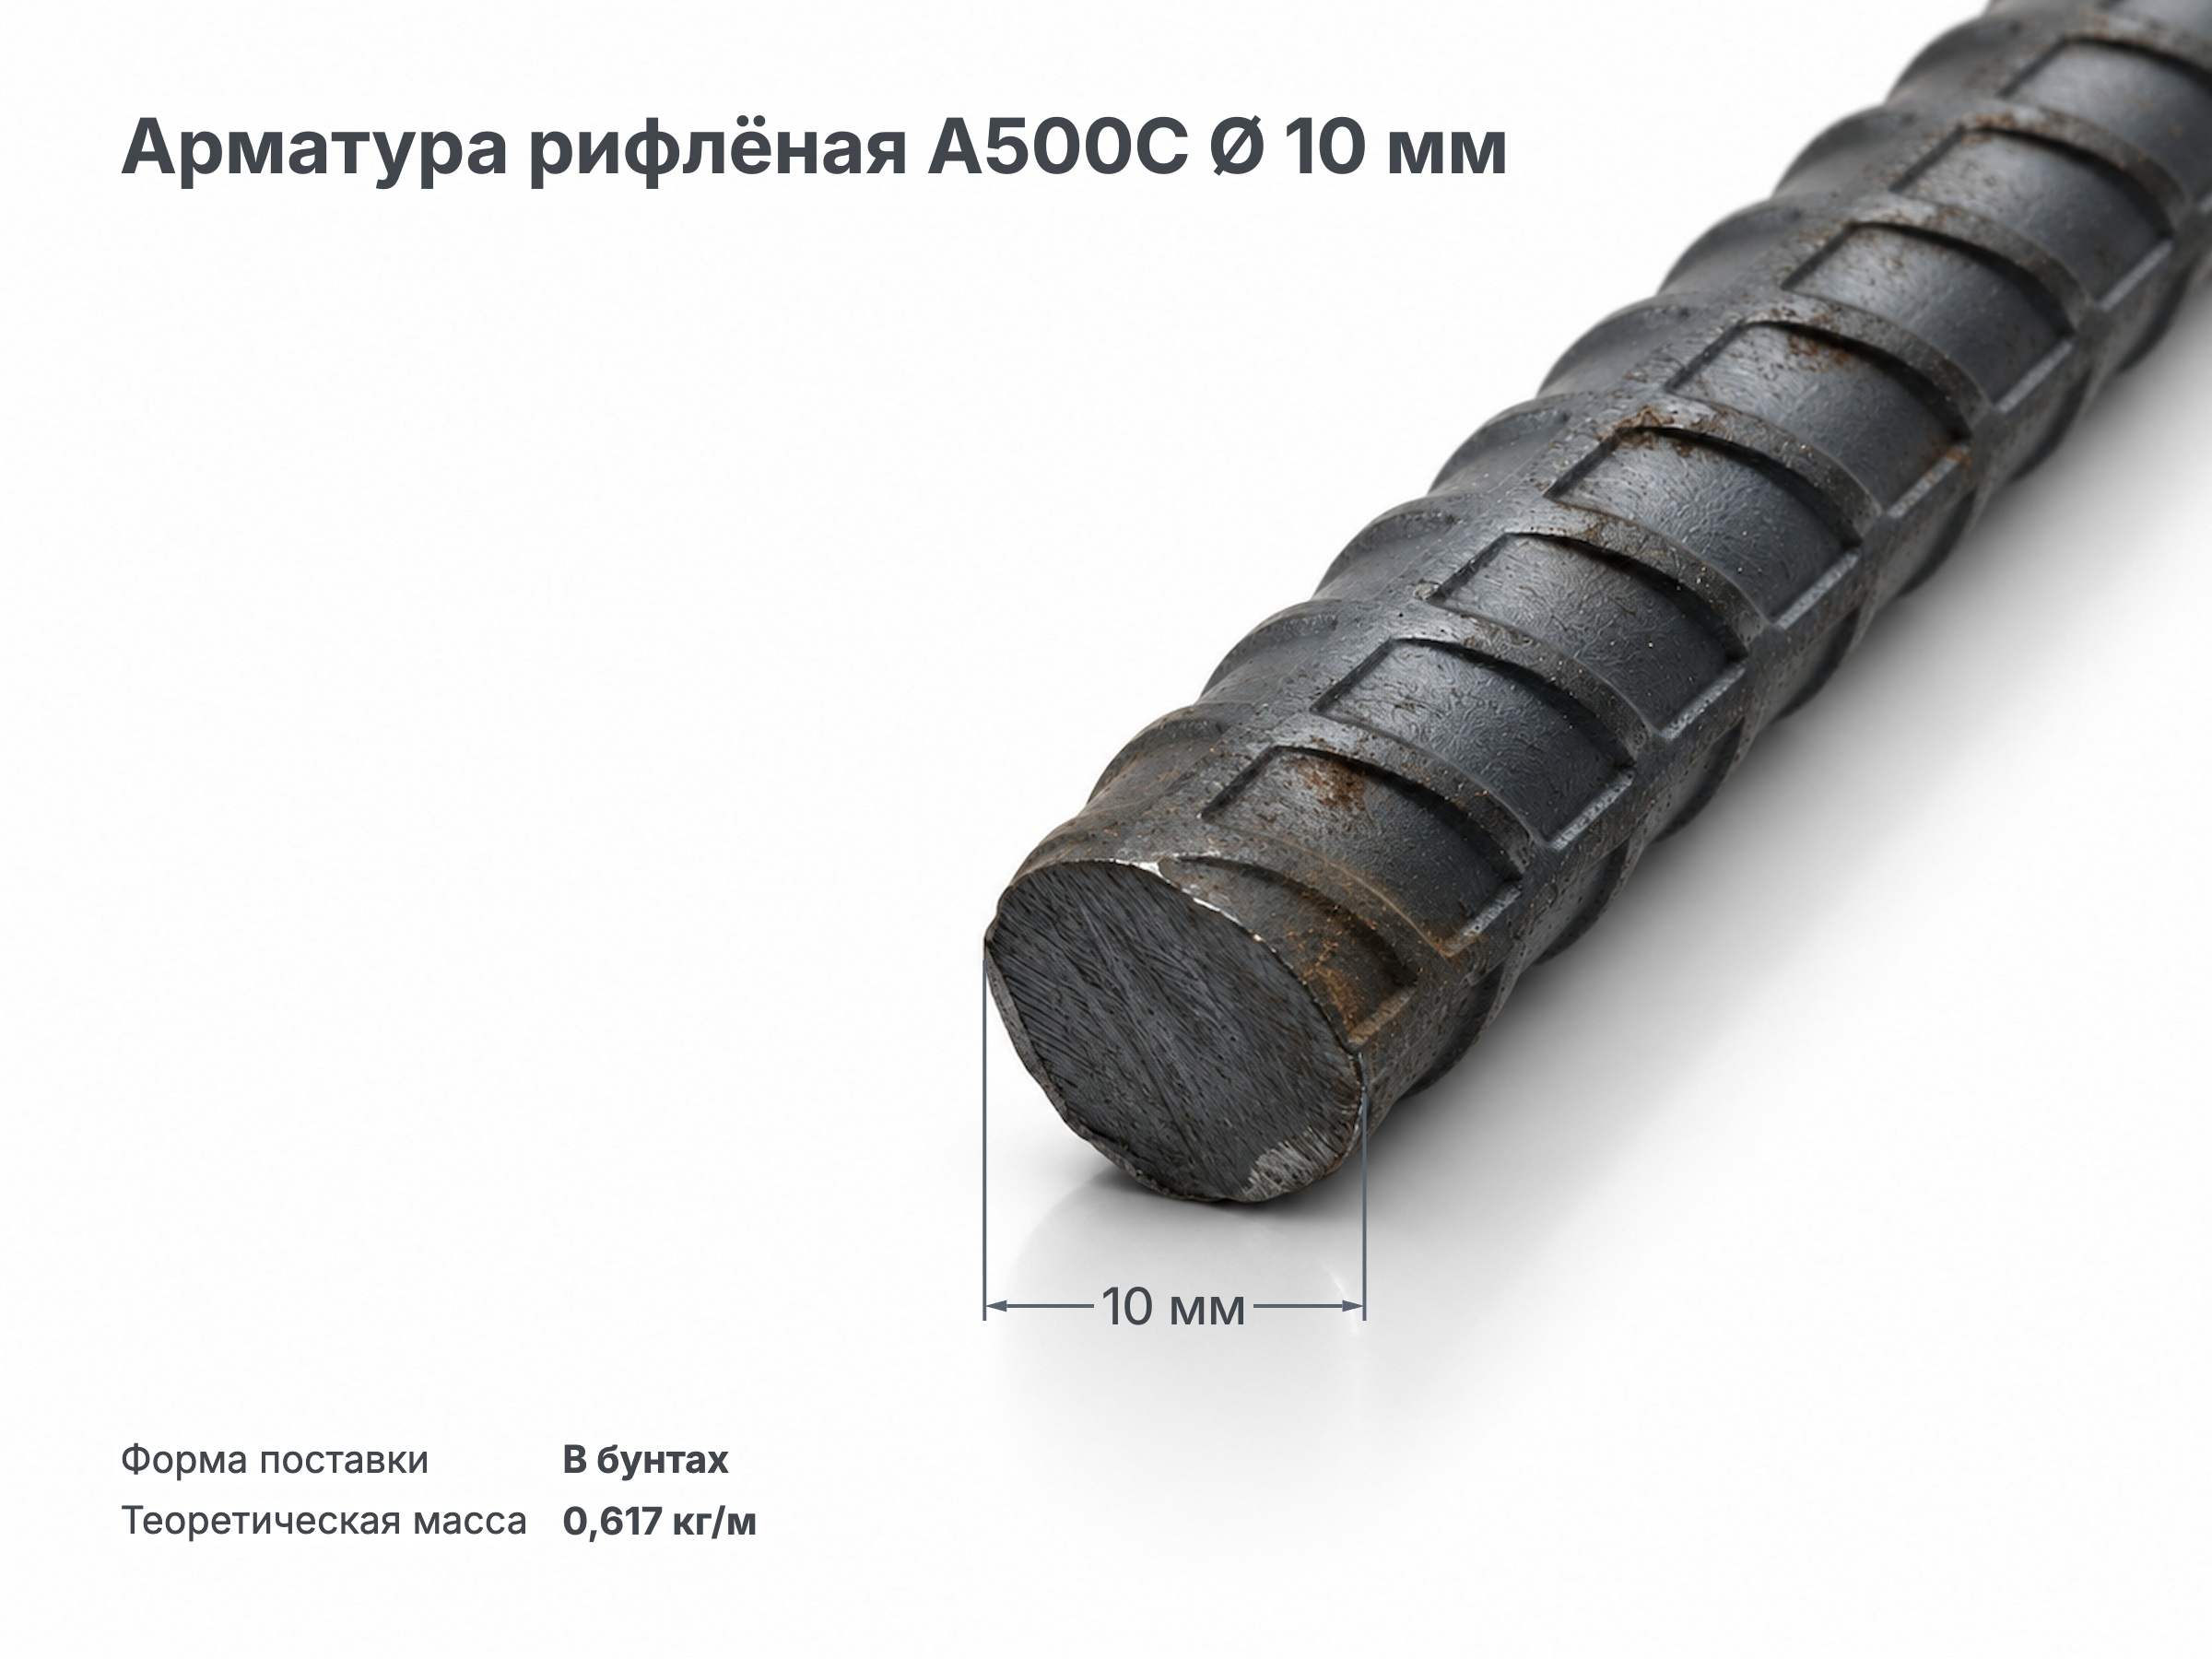 Арматура рифлёная А500С Ø 10 мм
10 мм
Форма поставки В бунтах
Теоретическая масса 0,617 кг/м